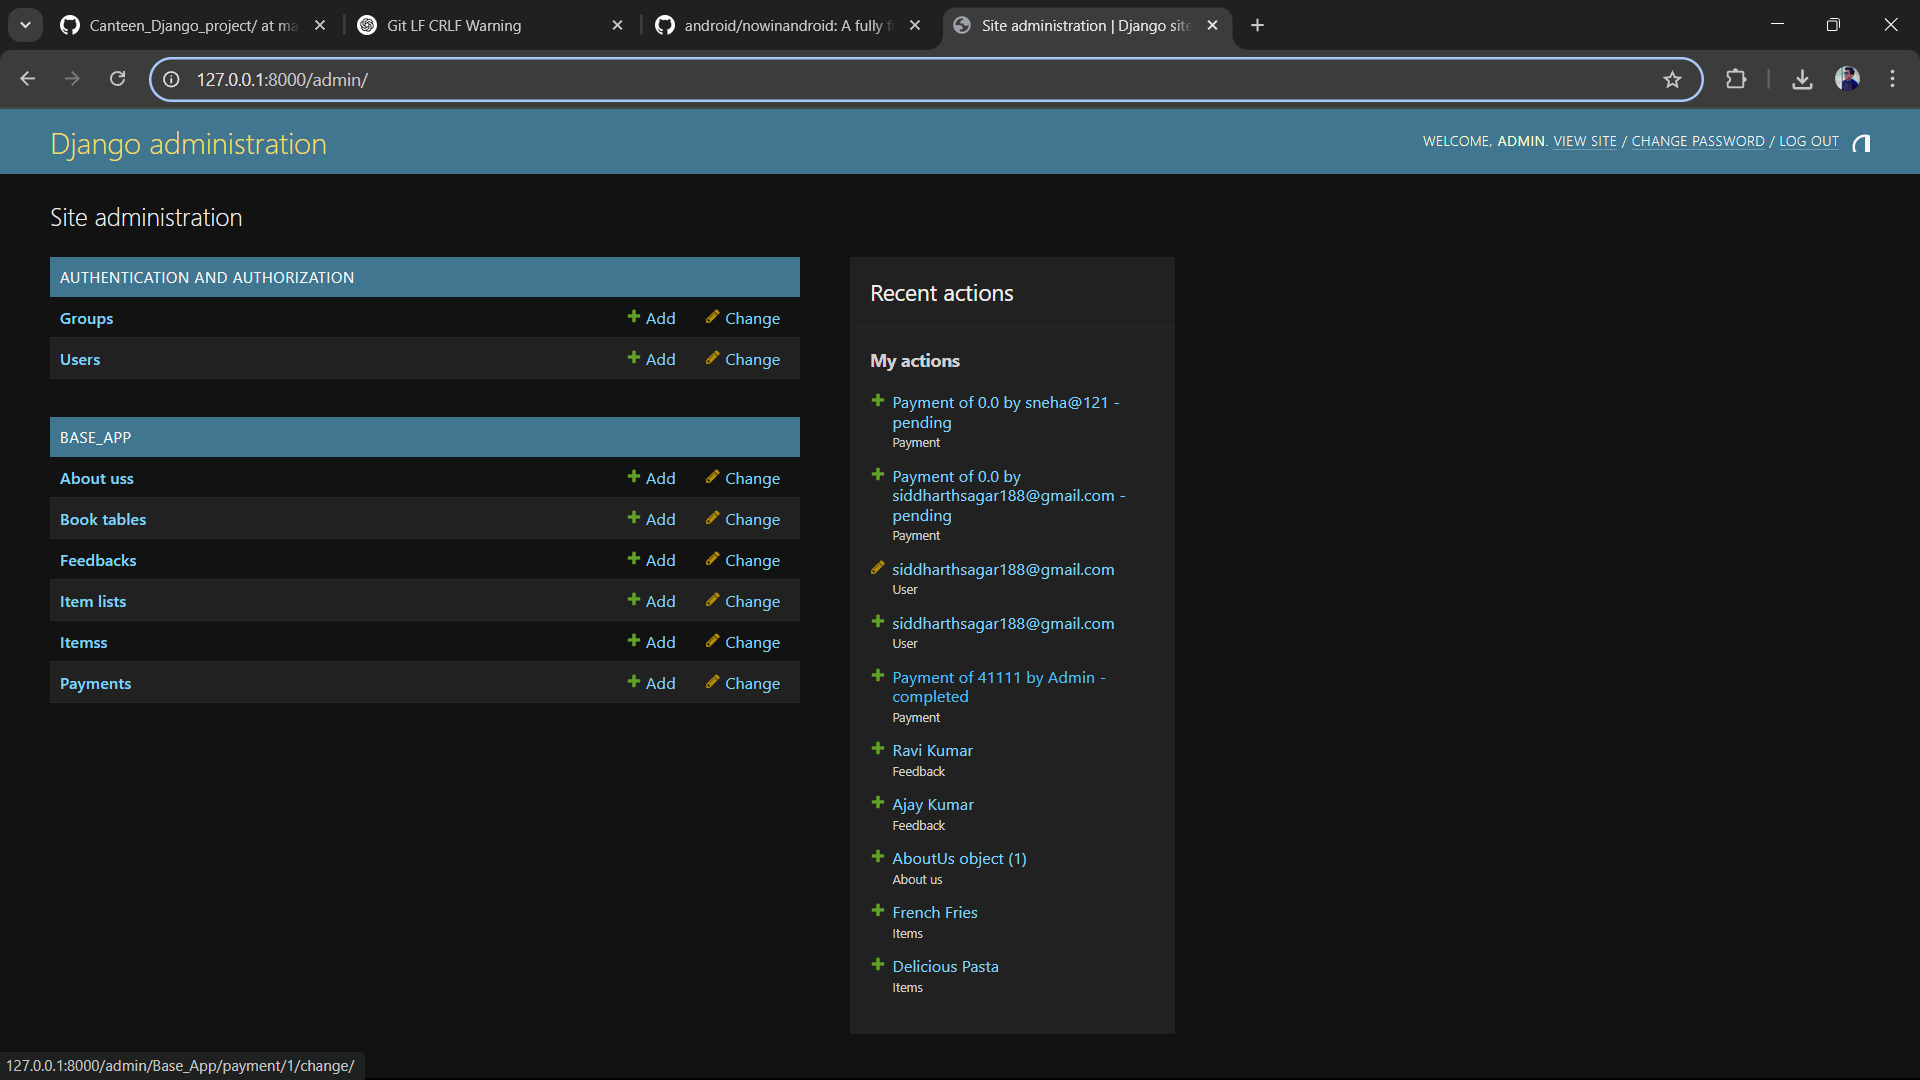 Canteen_Django_project/ at ma
Git LF CRLF Warning
android/nowinandroid: A fully f
Site administration | Django site
127.0.0.1:8000/admin/
Django administration
WELCOME, ADMIN. VIEW SITE / CHANGE PASSWORD / LOG OUT
Site administration
AUTHENTICATION AND AUTHORIZATION
Groups Add Change
Users Add Change
BASE_APP
About uss Add Change
Book tables Add Change
Feedbacks Add Change
Item lists Add Change
Itemss Add Change
Payments Add Change
Recent actions
My actions
Payment of 0.0 by sneha@121 -
pending
Payment
Payment of 0.0 by
siddharthsagar188@gmail.com -
pending
Payment
siddharthsagar188@gmail.com
User
siddharthsagar188@gmail.com
User
Payment of 41111 by Admin -
completed
Payment
Ravi Kumar
Feedback
Ajay Kumar
Feedback
AboutUs object (1)
About us
French Fries
Items
Delicious Pasta
Items
127.0.0.1:8000/admin/Base_App/payment/1/change/